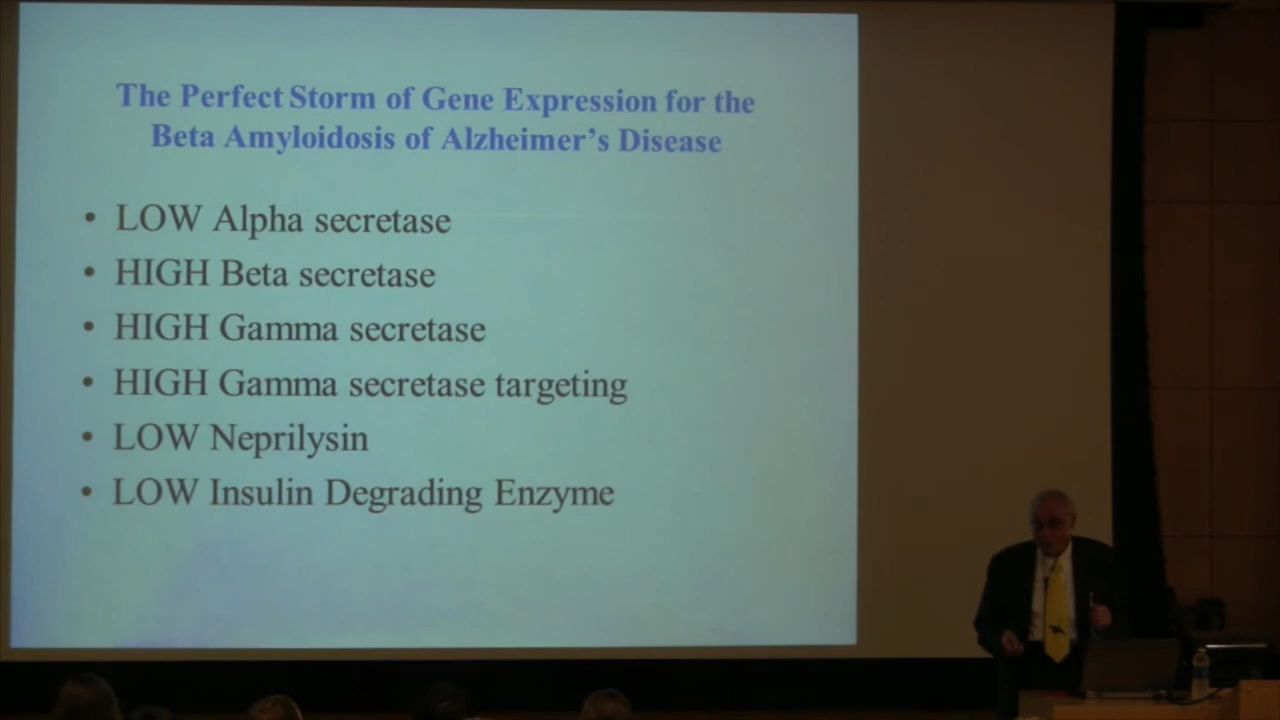 The Perfect Storm of Gene Expression for the
Beta Amyloidosis of Alzheimer's Disease
• LOW Alpha secretase
• HIGH Beta secretase
• HIGH Gamma secretase
• HIGH Gamma secretase targeting
• LOW Neprilysin
• LOW Insulin Degrading Enzyme